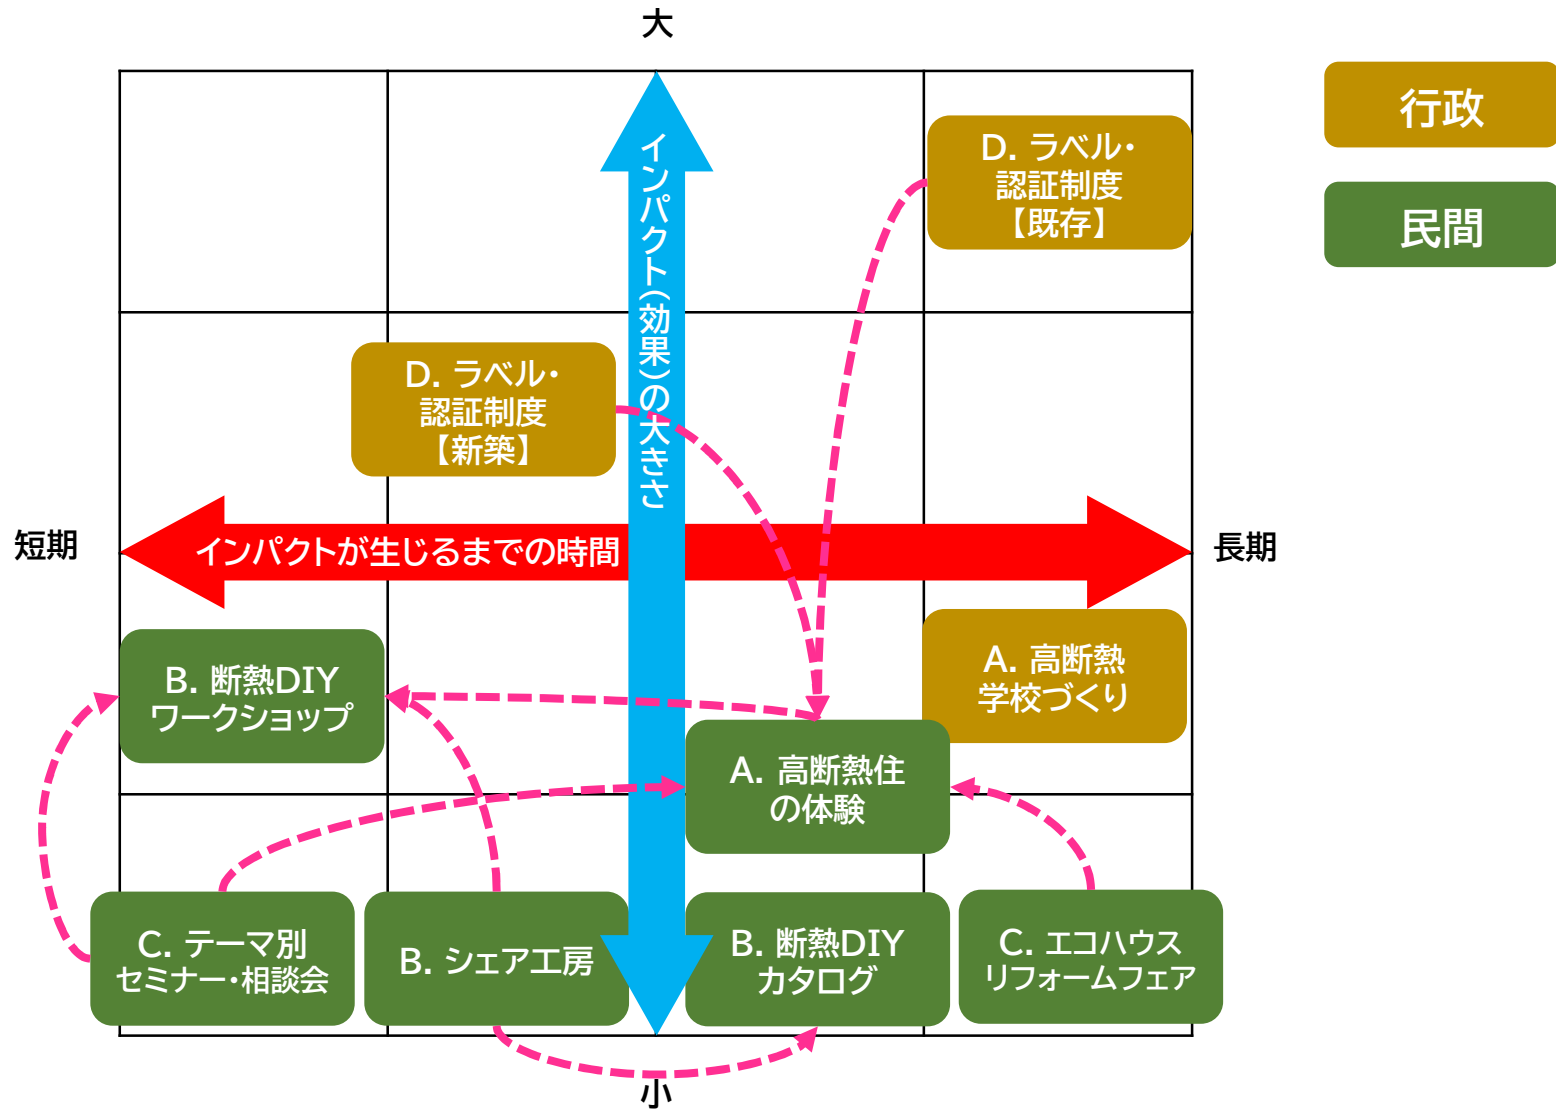 大
行政
民間
D. ラベル・
認証制度
【既存】
インパクト(効果)の大きさ
D. ラベル・
認証制度
【新築】
短期
インパクトが生じるまでの時間
長期
B. 断熱DIY
ワークショップ
A. 高断熱
学校づくり
A. 高断熱住
の体験
C. テーマ別
セミナー・相談会
B. シェア工房
B. 断熱DIY
カタログ
C. エコハウス
リフォームフェア
小